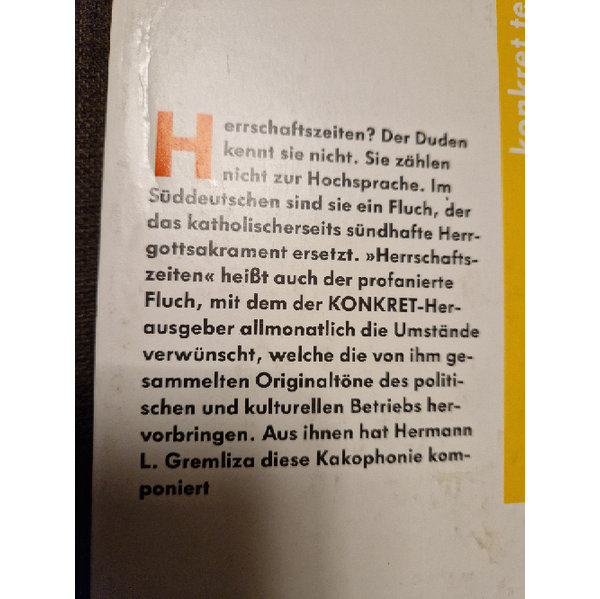 Herrschaftszeiten? Der Duden
kennt sie nicht. Sie zählen
nicht zur Hochsprache. Im
Süddeutschen sind sie ein Fluch, der
das katholischerseits sündhafte Herr-
gottsakrament ersetzt. »Herrschafts-
zeiten« heißt auch der profanierte
Fluch, mit dem der KONKRET-Her-
ausgeber allmonatlich die Umstände
verwünscht, welche die von ihm ge-
sammelten Originaltöne des politi-
schen und kulturellen Betriebs her-
vorbringen. Aus ihnen hat Hermann
L. Gremliza diese Kakophonie kom-
poniert
konkret te